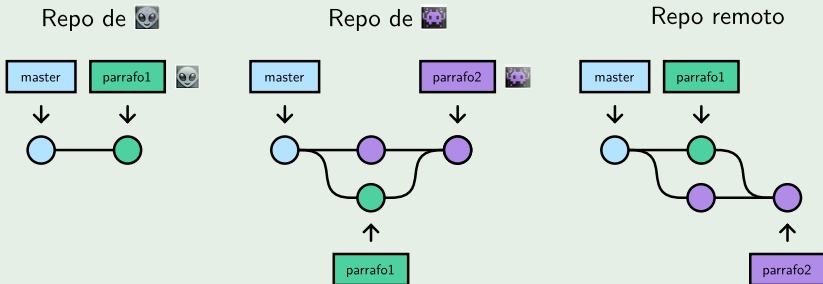 Repo de 👽
Repo de 👾
Repo remoto
master
parrafo1
👽
master
parrafo2
👾
master
parrafo1
parrafo1
parrafo2